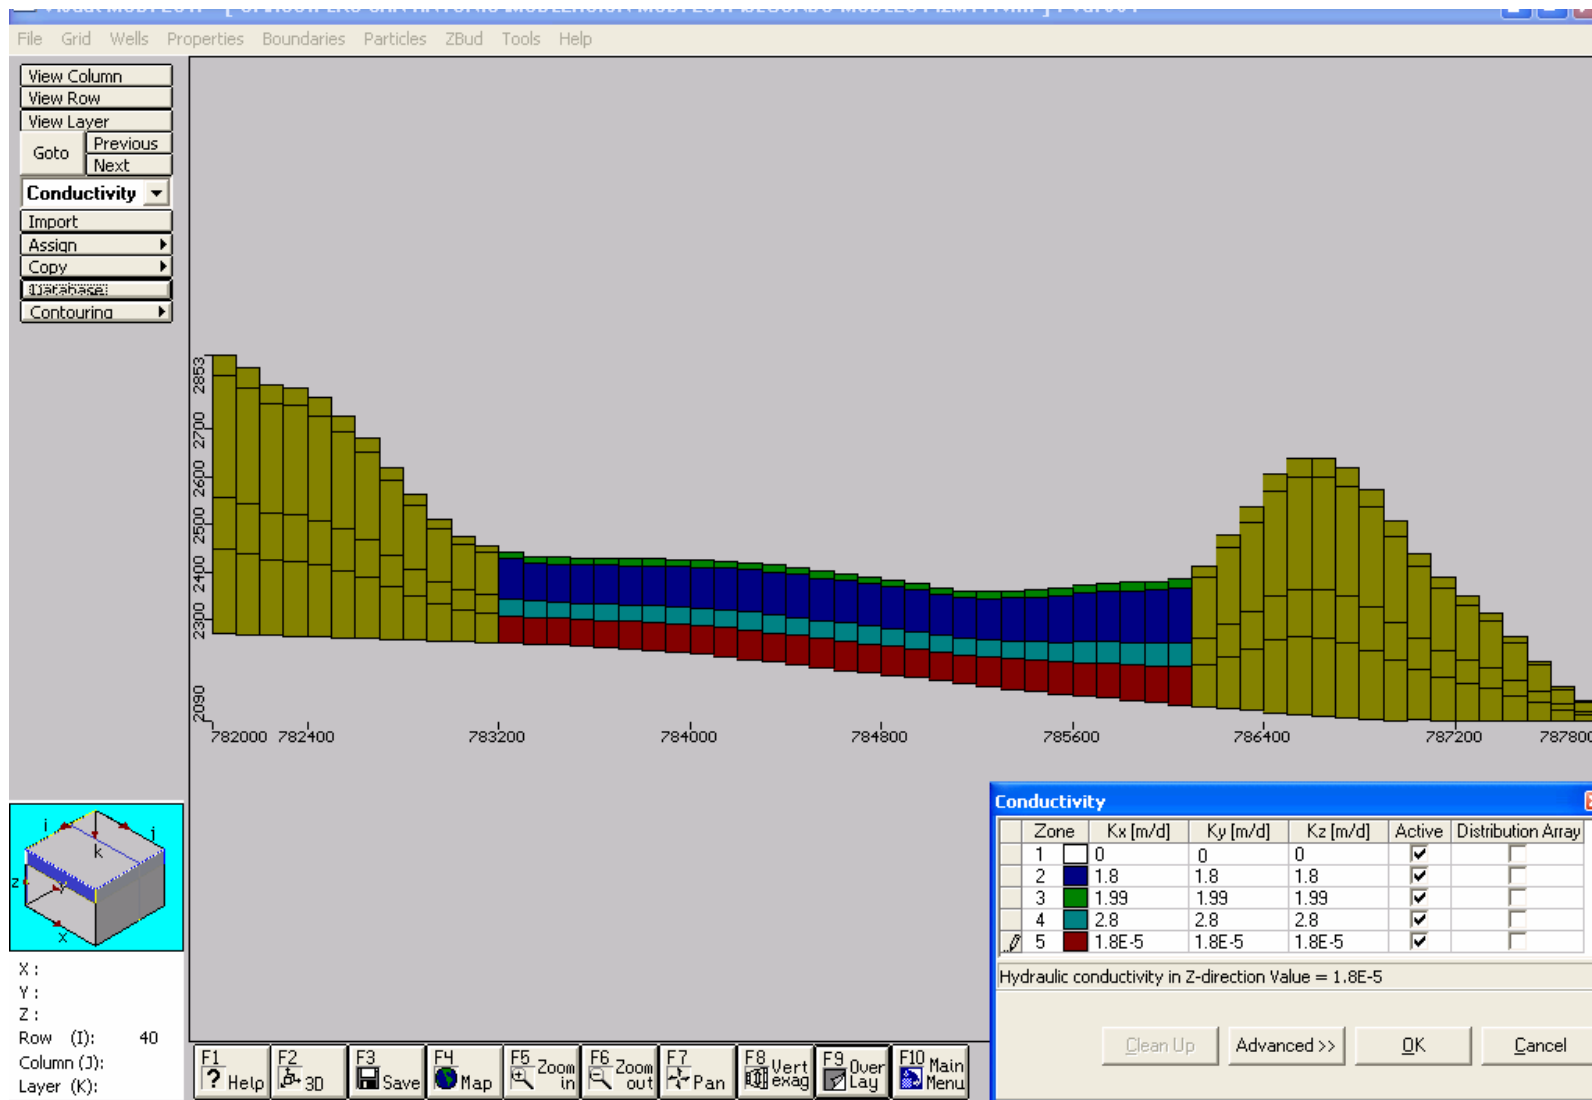 File Grid Wells Properties Boundaries Particles ZBud Tools Help
View Column
View Row
View Layer
Goto
Previous
Next
Conductivity
Import
Assign
Copy
Database
Contouring
2853
2700
2600
2500
2400
2300
2090
782000 782400 783200 784000 784800 785600 786400 787200 787800
i j
K
Z Y
X
X :
Y :
Z :
Row (I): 40
Column (J):
Layer (K):
Conductivity
Zone Kx [m/d] Ky [m/d] Kz [m/d] Active Distribution Array
1 0 0 0
2 1.8 1.8 1.8
3 1.99 1.99 1.99
4 2.8 2.8 2.8
5 1.8E-5 1.8E-5 1.8E-5
Hydraulic conductivity in Z-direction Value = 1.8E-5
Clean Up Advanced >> OK Cancel
F1 ? Help
F2 3D
F3 Save
F4 Map
F5 Zoom in
F6 Zoom out
F7 Pan
F8 Vert exag
F9 Over Lay
F10 Main Menu